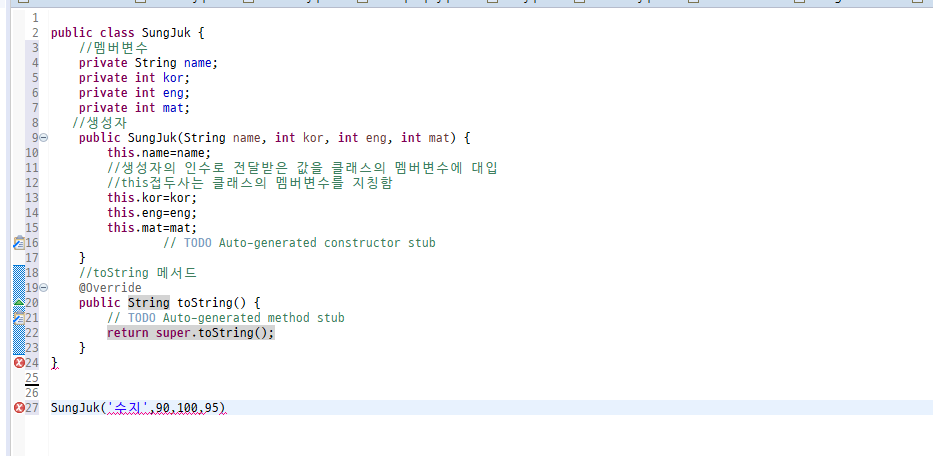 1
2 public class SungJuk {
3 //멤버변수
4 private String name;
5 private int kor;
6 private int eng;
7 private int mat;
8 //생성자
9 public SungJuk(String name, int kor, int eng, int mat) {
10 this.name=name;
11 //생성자의 인수로 전달받은 값을 클래스의 멤버변수에 대입
12 //this접두사는 클래스의 멤버변수를 지칭함
13 this.kor=kor;
14 this.eng=eng;
15 this.mat=mat;
16 // TODO Auto-generated constructor stub
17 }
18 //toString 메서드
19 @Override
20 public String toString() {
21 // TODO Auto-generated method stub
22 return super.toString();
23 }
24 }
25
26
27 SungJuk('수지',90,100,95)